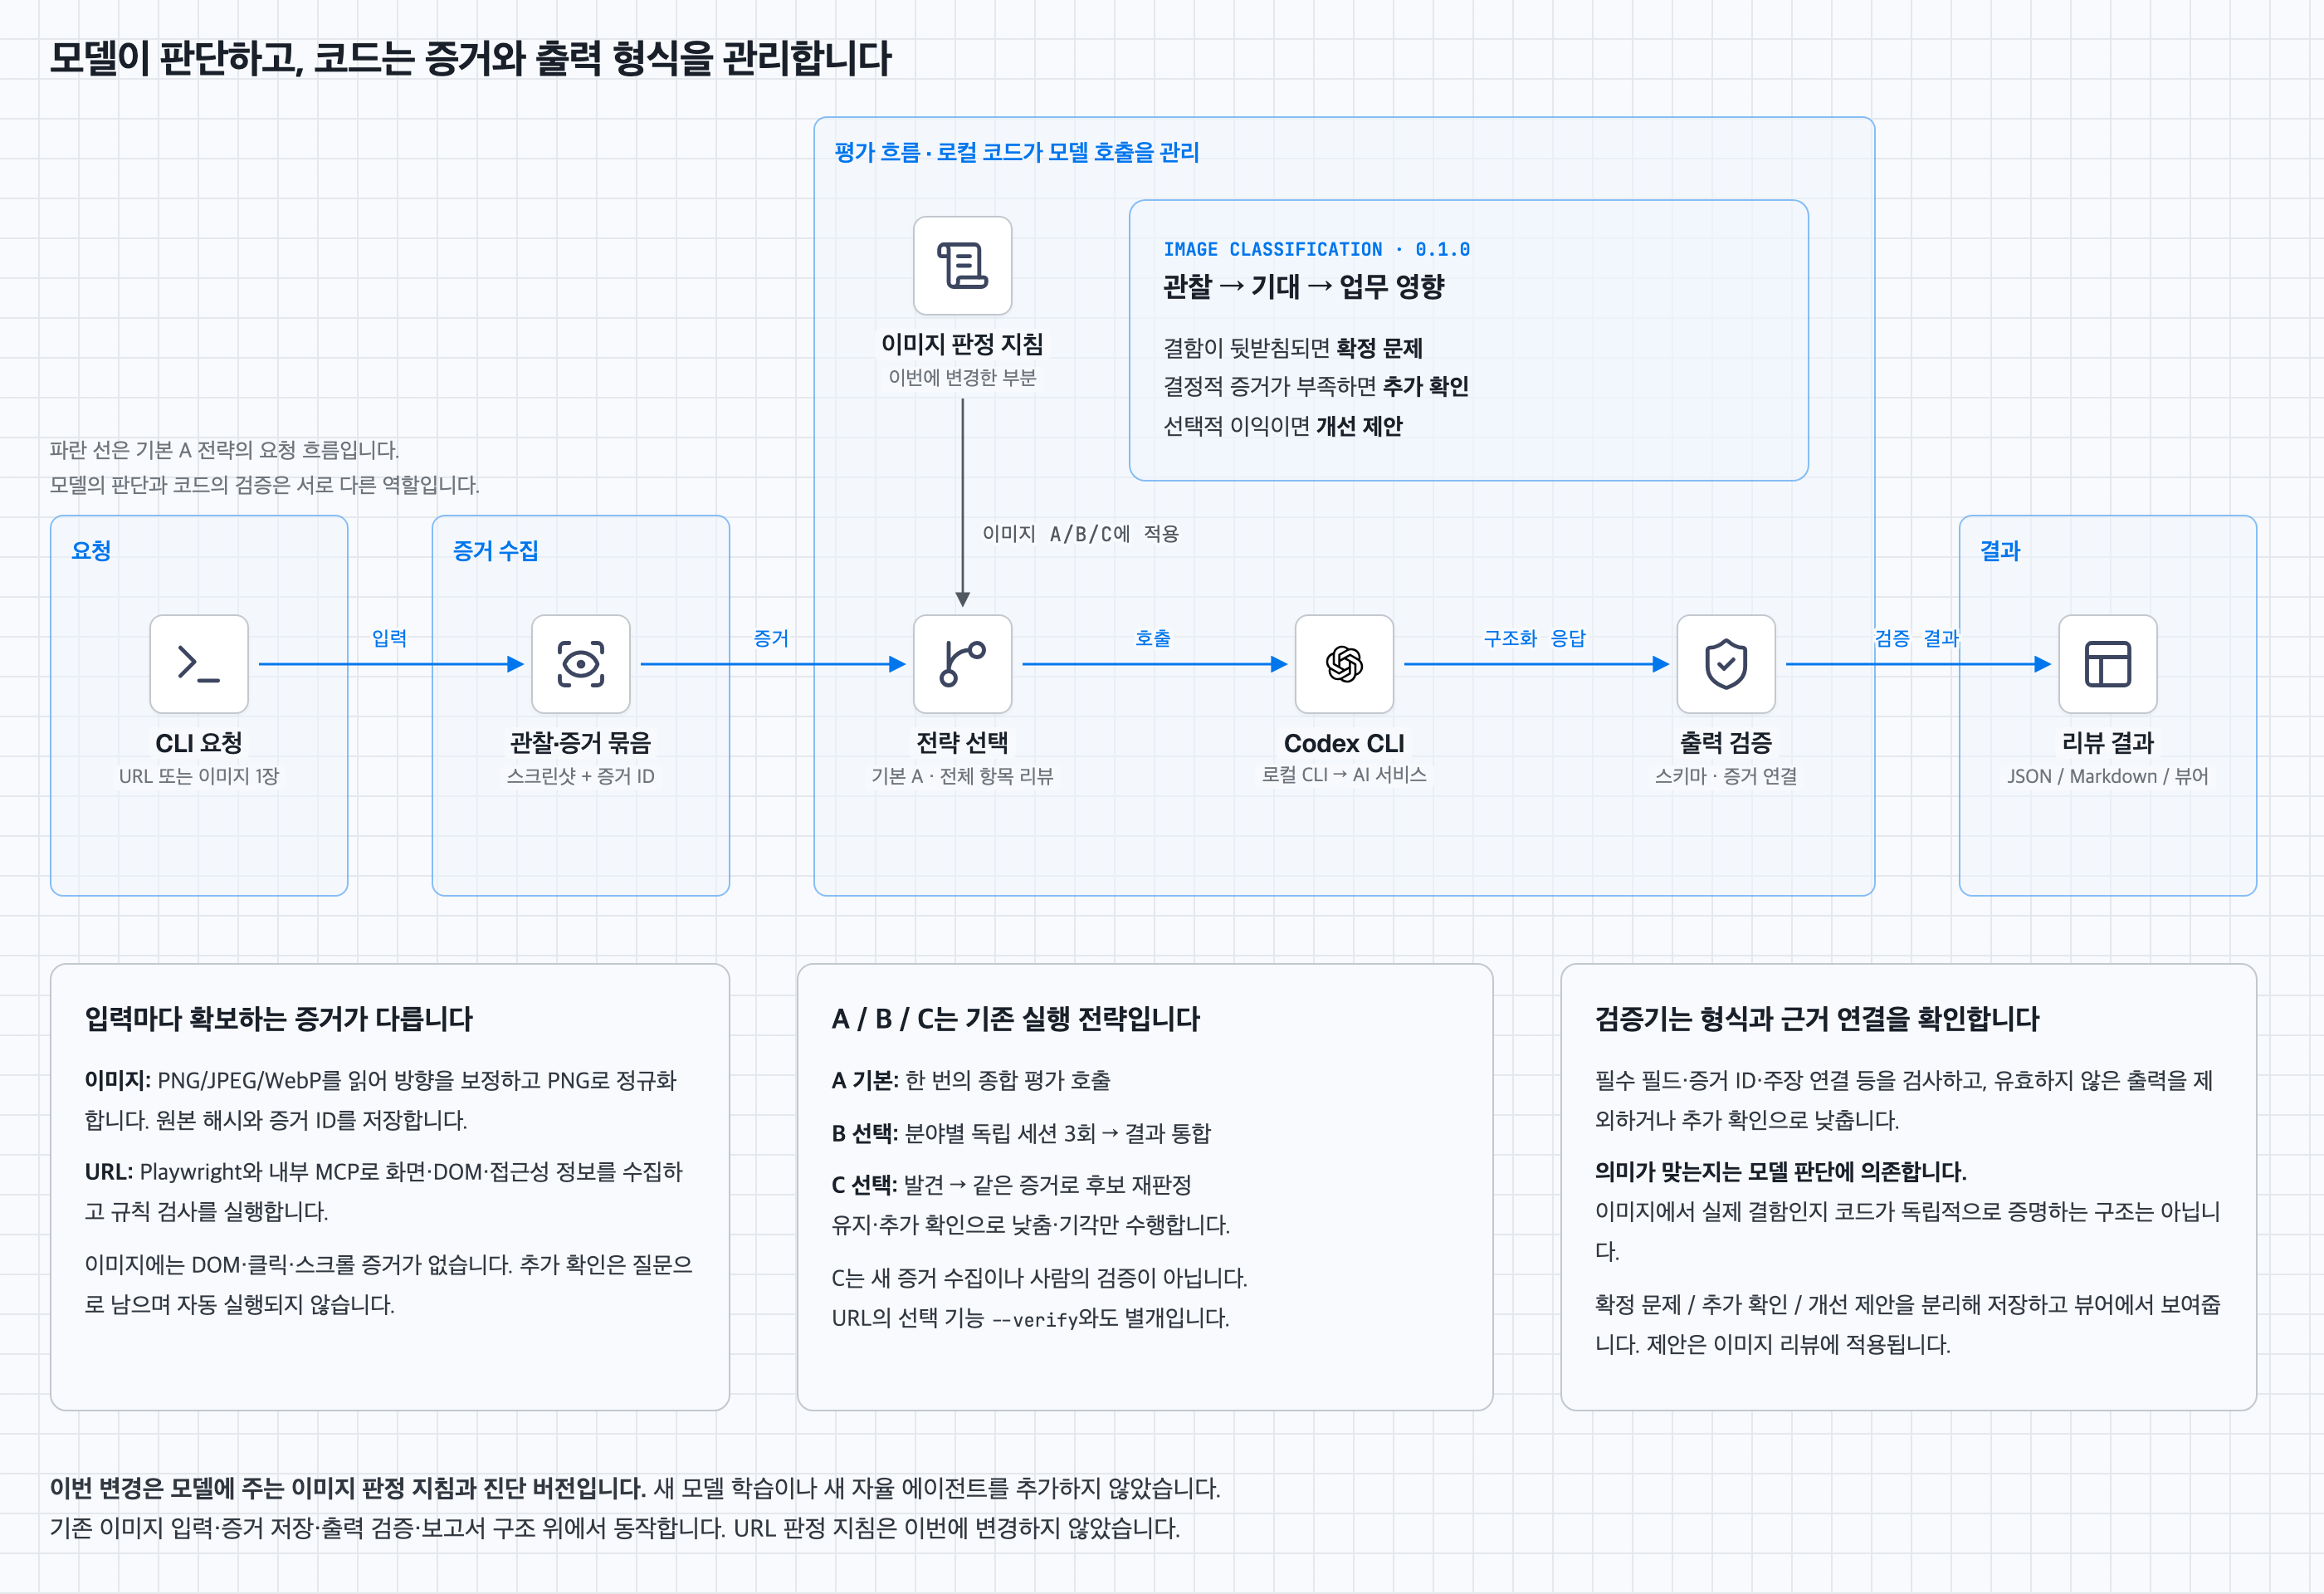 모델이 판단하고, 코드는 증거와 출력 형식을 관리합니다
평가 흐름 · 로컬 코드가 모델 호출을 관리
이미지 판정 지침
이번에 변경한 부분
IMAGE CLASSIFICATION · 0.1.0
관찰 → 기대 → 업무 영향
결함이 뒷받침되면 확정 문제
결정적 증거가 부족하면 추가 확인
선택적 이익이면 개선 제안
파란 선은 기본 A 전략의 요청 흐름입니다.
모델의 판단과 코드의 검증은 서로 다른 역할입니다.
이미지 A/B/C에 적용
요청
CLI 요청
URL 또는 이미지 1장
입력
증거 수집
관찰·증거 묶음
스크린샷 + 증거 ID
증거
전략 선택
기본 A · 전체 항목 리뷰
호출
Codex CLI
로컬 CLI → AI 서비스
구조화 응답
출력 검증
스키마 · 증거 연결
검증 결과
결과
리뷰 결과
JSON / Markdown / 뷰어
입력마다 확보하는 증거가 다릅니다
이미지: PNG/JPEG/WebP를 읽어 방향을 보정하고 PNG로 정규화
합니다. 원본 해시와 증거 ID를 저장합니다.
URL: Playwright와 내부 MCP로 화면·DOM·접근성 정보를 수집하
고 규칙 검사를 실행합니다.
이미지에는 DOM·클릭·스크롤 증거가 없습니다. 추가 확인은 질문으
로 남으며 자동 실행되지 않습니다.
A / B / C는 기존 실행 전략입니다
A 기본: 한 번의 종합 평가 호출
B 선택: 분야별 독립 세션 3회 → 결과 통합
C 선택: 발견 → 같은 증거로 후보 재판정
유지·추가 확인으로 낮춤·기각만 수행합니다.
C는 새 증거 수집이나 사람의 검증이 아닙니다.
URL의 선택 기능 --verify와도 별개입니다.
검증기는 형식과 근거 연결을 확인합니다
필수 필드·증거 ID·주장 연결 등을 검사하고, 유효하지 않은 출력을 제
외하거나 추가 확인으로 낮춥니다.
의미가 맞는지는 모델 판단에 의존합니다.
이미지에서 실제 결함인지 코드가 독립적으로 증명하는 구조는 아닙니
다.
확정 문제 / 추가 확인 / 개선 제안을 분리해 저장하고 뷰어에서 보여줍
니다. 제안은 이미지 리뷰에 적용됩니다.
이번 변경은 모델에 주는 이미지 판정 지침과 진단 버전입니다. 새 모델 학습이나 새 자율 에이전트를 추가하지 않았습니다.
기존 이미지 입력·증거 저장·출력 검증·보고서 구조 위에서 동작합니다. URL 판정 지침은 이번에 변경하지 않았습니다.